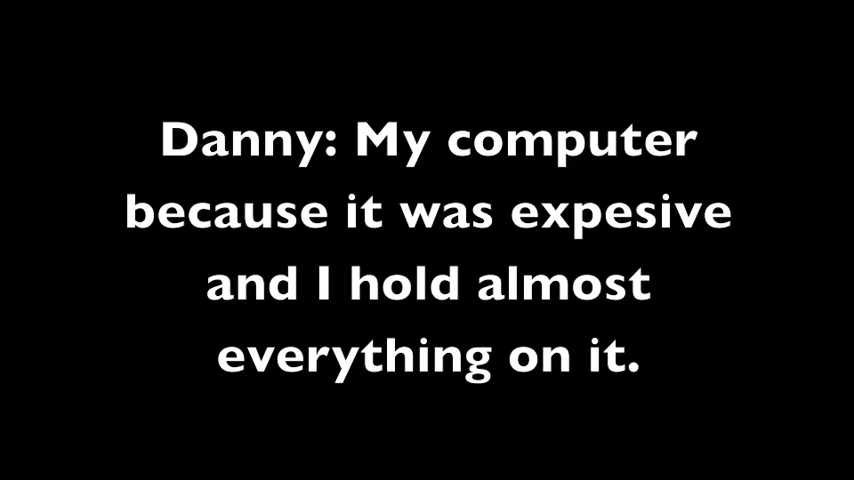 Danny: My computer
because it was expesive
and I hold almost
everything on it.